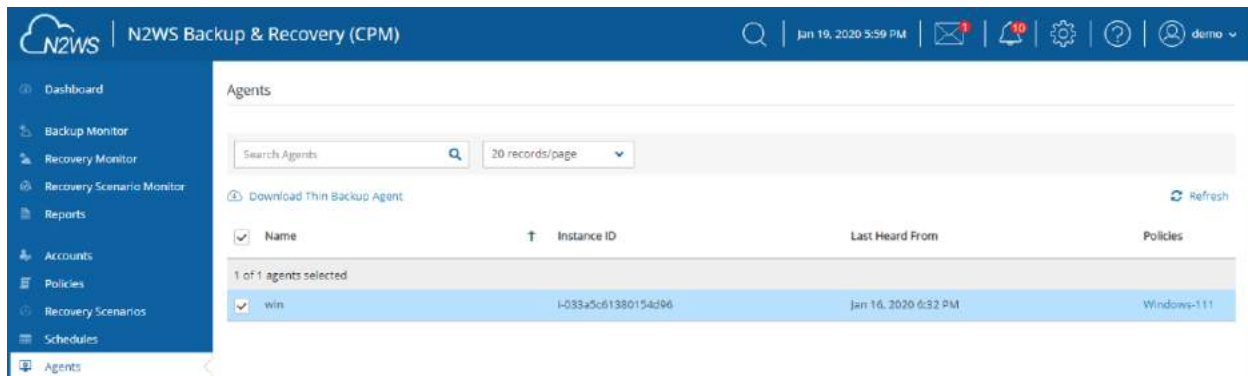 N2WS N2WS Backup & Recovery (CPM) Jan 19, 2020 5:59 PM 1 10 ? demo
Dashboard Agents
Backup Monitor
Recovery Monitor Search Agents 20 records/page
Recovery Scenario Monitor Download Thin Backup Agent Refresh
Reports
Name Instance ID Last Heard From Policies
Accounts
1 of 1 agents selected
Policies
Recovery Scenarios win i-033a5c61380154d96 Jan 16, 2020 6:32 PM Windows-111
Schedules
Agents